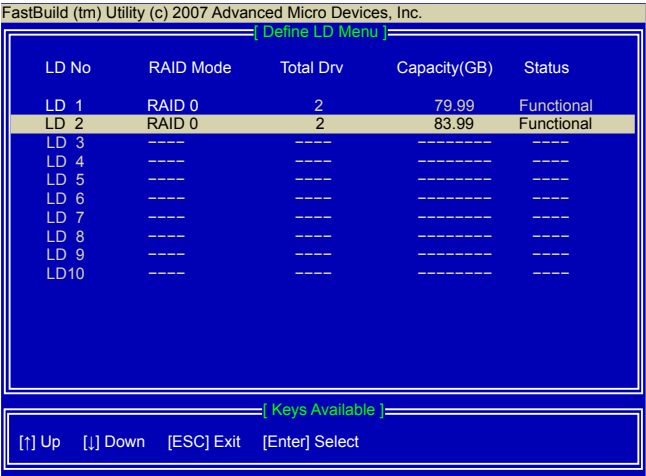 FastBuild (tm) Utility (c) 2007 Advanced Micro Devices, Inc.
[ Define LD Menu ]
LD No RAID Mode Total Drv Capacity(GB) Status
LD 1 RAID 0 2 79.99 Functional
LD 2 RAID 0 2 83.99 Functional
LD 3 ---- ---- -------- ----
LD 4 ---- ---- -------- ----
LD 5 ---- ---- -------- ----
LD 6 ---- ---- -------- ----
LD 7 ---- ---- -------- ----
LD 8 ---- ---- -------- ----
LD 9 ---- ---- -------- ----
LD10 ---- ---- -------- ----
[ Keys Available ]
[↑] Up [↓] Down [ESC] Exit [Enter] Select